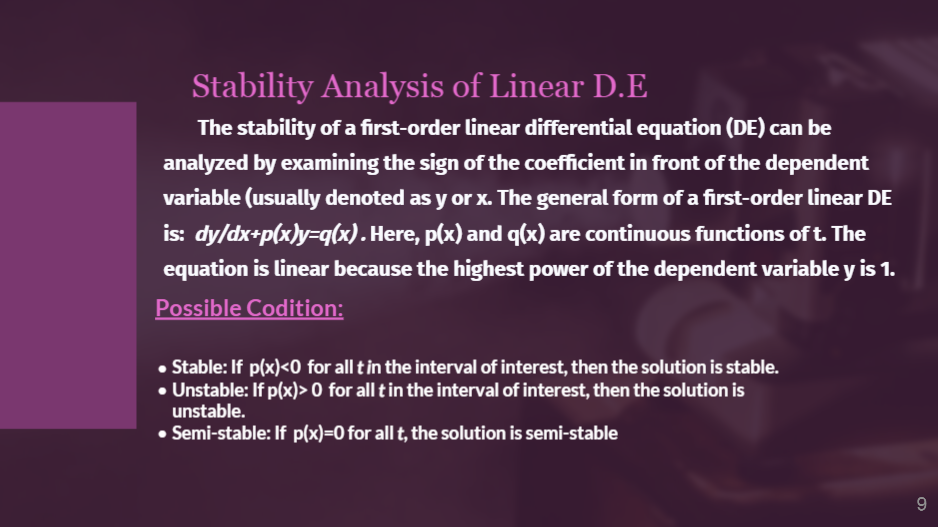 Stability Analysis of Linear D.E
The stability of a first-order linear differential equation (DE) can be
analyzed by examining the sign of the coefficient in front of the dependent
variable (usually denoted as y or x. The general form of a first-order linear DE
is: dy/dx+p(x)y=q(x) . Here, p(x) and q(x) are continuous functions of t. The
equation is linear because the highest power of the dependent variable y is 1.
Possible Codition:
• Stable: If p(x)<0 for all t in the interval of interest, then the solution is stable.
• Unstable: If p(x)> 0 for all t in the interval of interest, then the solution is
unstable.
• Semi-stable: If p(x)=0 for all t, the solution is semi-stable
9